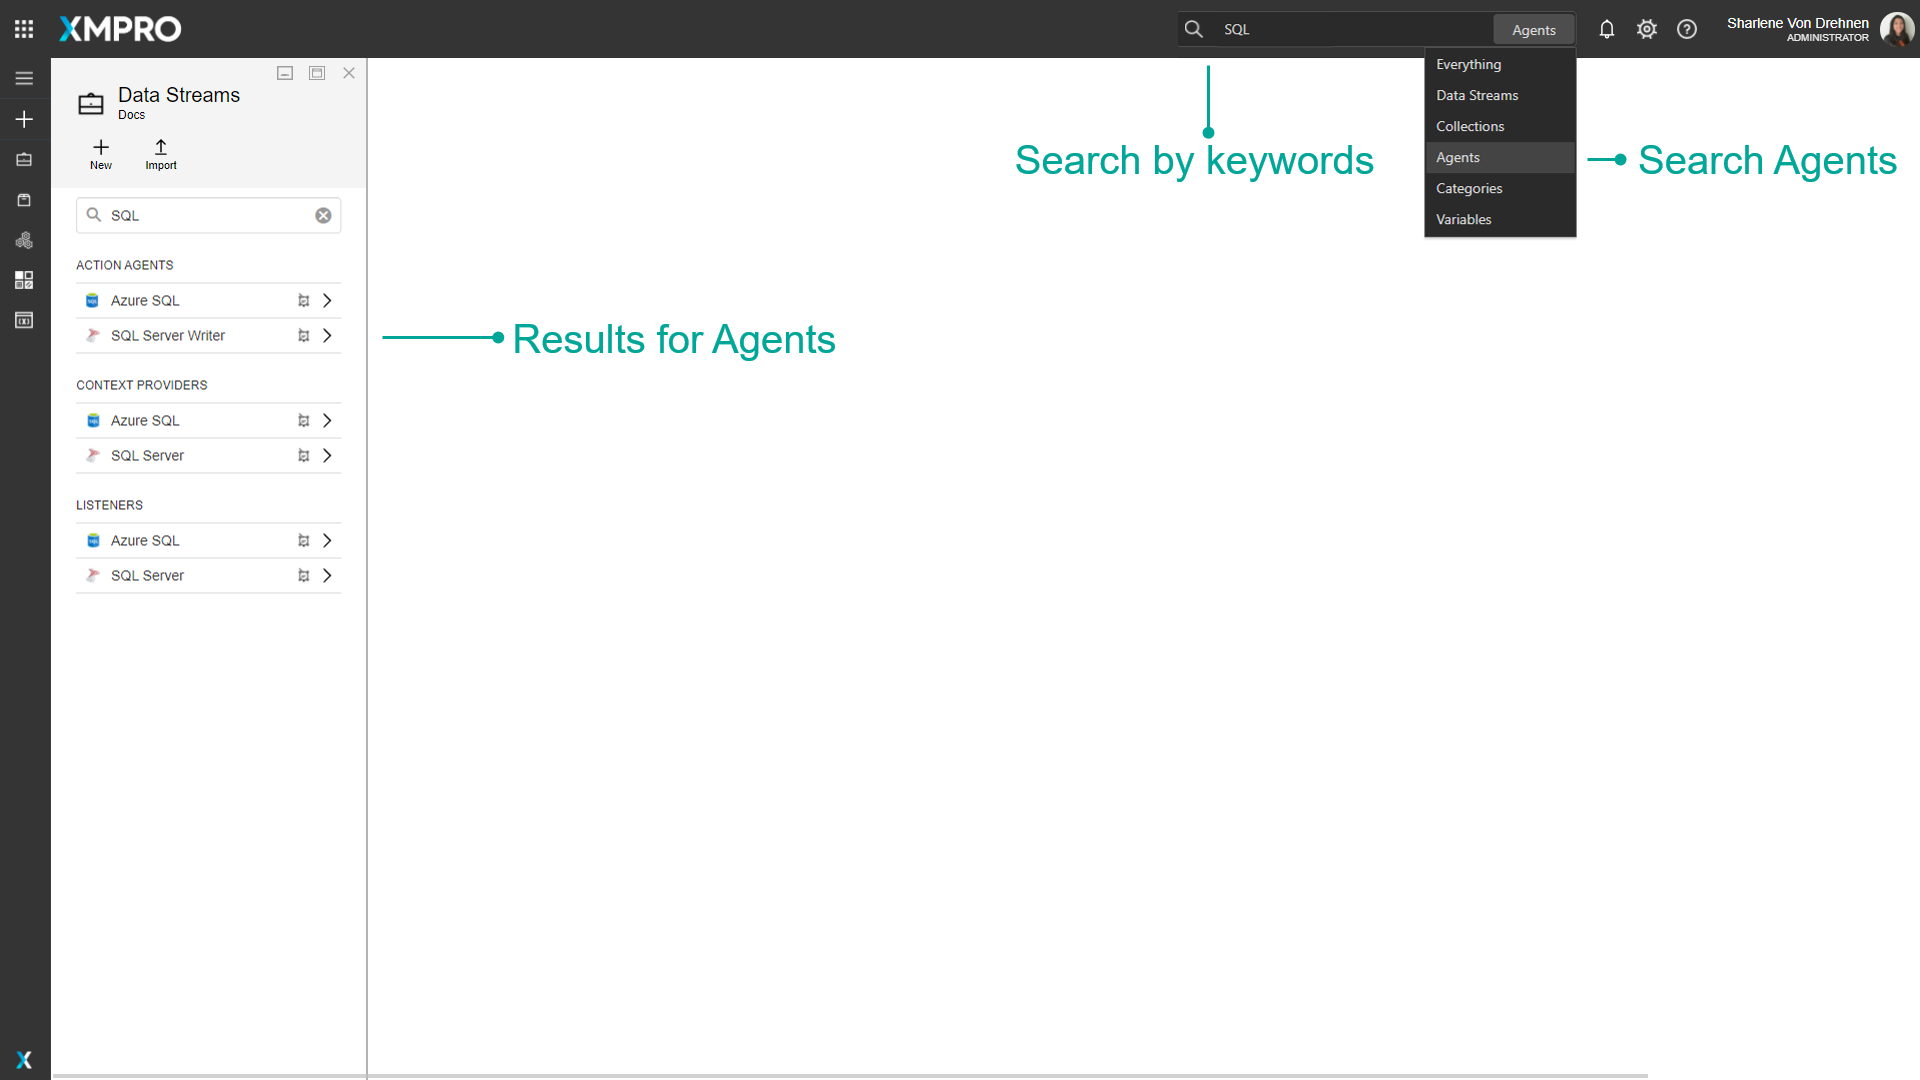 XMPRO
SQL
Agents
Sharlene Von Drehnen
ADMINISTRATOR
Everything
Data Streams
Collections
Agents
Categories
Variables
Search by keywords
Search Agents
Data Streams
Docs
New
Import
SQL
ACTION AGENTS
Azure SQL
SQL Server Writer
Results for Agents
CONTEXT PROVIDERS
Azure SQL
SQL Server
LISTENERS
Azure SQL
SQL Server